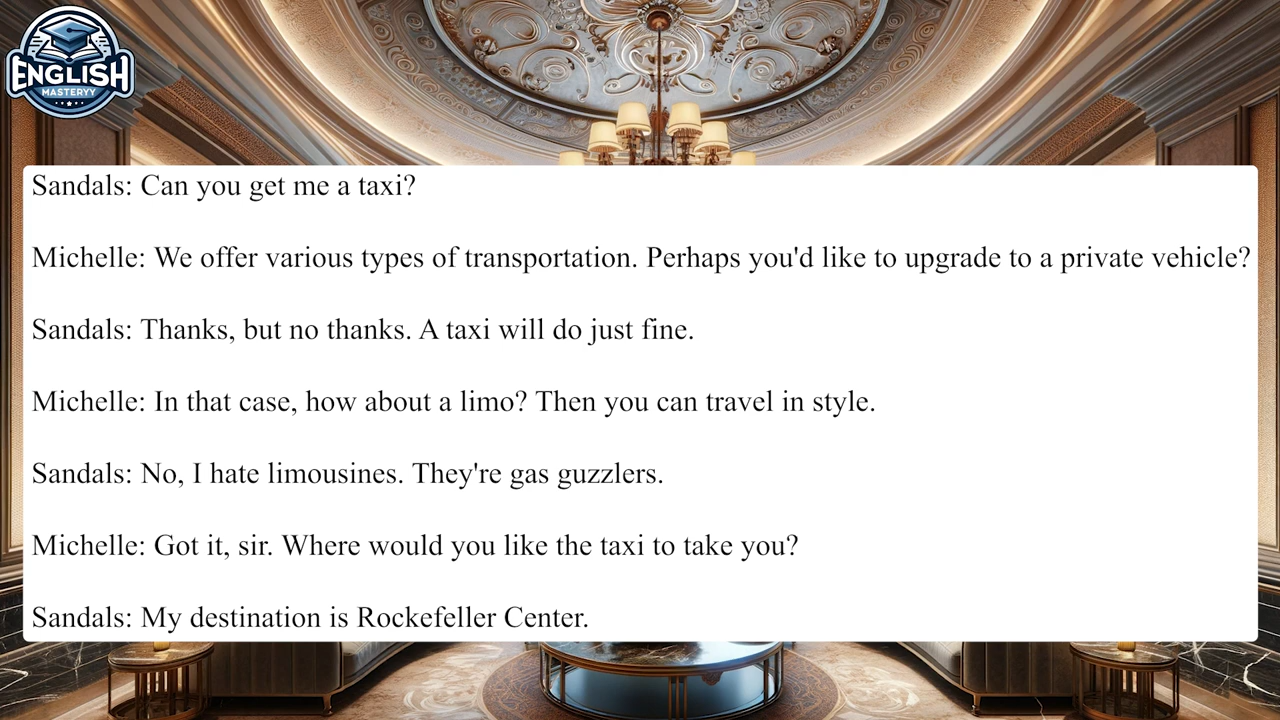 ENGLISH
MASTERYY
Sandals: Can you get me a taxi?
Michelle: We offer various types of transportation. Perhaps you'd like to upgrade to a private vehicle?
Sandals: Thanks, but no thanks. A taxi will do just fine.
Michelle: In that case, how about a limo? Then you can travel in style.
Sandals: No, I hate limousines. They're gas guzzlers.
Michelle: Got it, sir. Where would you like the taxi to take you?
Sandals: My destination is Rockefeller Center.